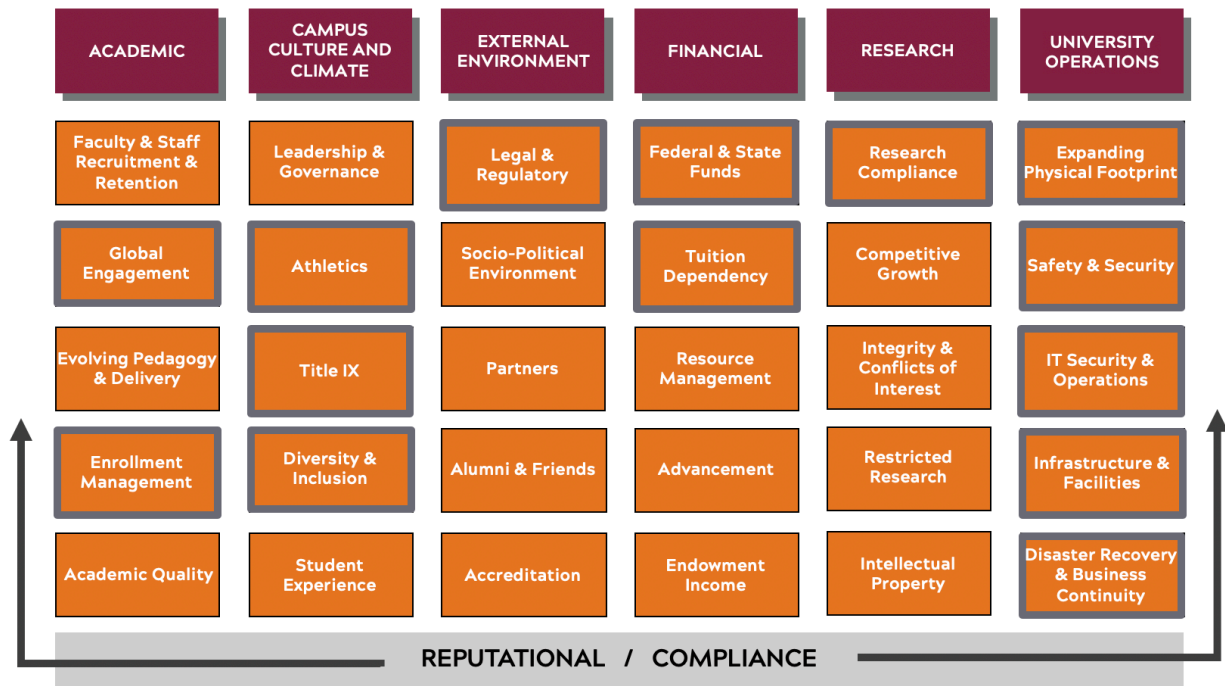 ACADEMIC
CAMPUS
CULTURE AND
CLIMATE
EXTERNAL
ENVIRONMENT
FINANCIAL
RESEARCH
UNIVERSITY
OPERATIONS
Faculty & Staff
Recruitment &
Retention
Leadership &
Governance
Legal &
Regulatory
Federal & State
Funds
Research
Compliance
Expanding
Physical Footprint
Global
Engagement
Athletics
Socio-Political
Environment
Tuition
Dependency
Competitive
Growth
Safety & Security
Evolving Pedagogy
& Delivery
Title IX
Partners
Resource
Management
Integrity &
Conflicts of
Interest
IT Security &
Operations
Enrollment
Management
Diversity &
Inclusion
Alumni & Friends
Advancement
Restricted
Research
Infrastructure &
Facilities
Academic Quality
Student
Experience
Accreditation
Endowment
Income
Intellectual
Property
Disaster Recovery
& Business
Continuity
REPUTATIONAL / COMPLIANCE